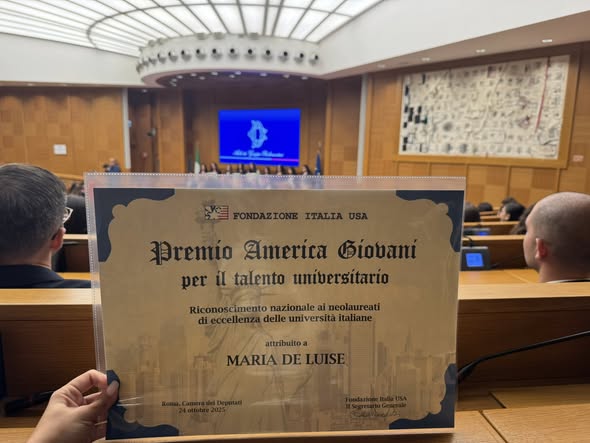 FONDAZIONE ITALIA USA
Premio America Giovani
per il talento universitario
Riconoscimento nazionale ai neolaureati
di eccellenza delle università italiane
attribuito a
MARIA DE LUISE
Roma, Camera dei Deputati
24 ottobre 2025
Fondazione Italia USA
Il Segretario Generale